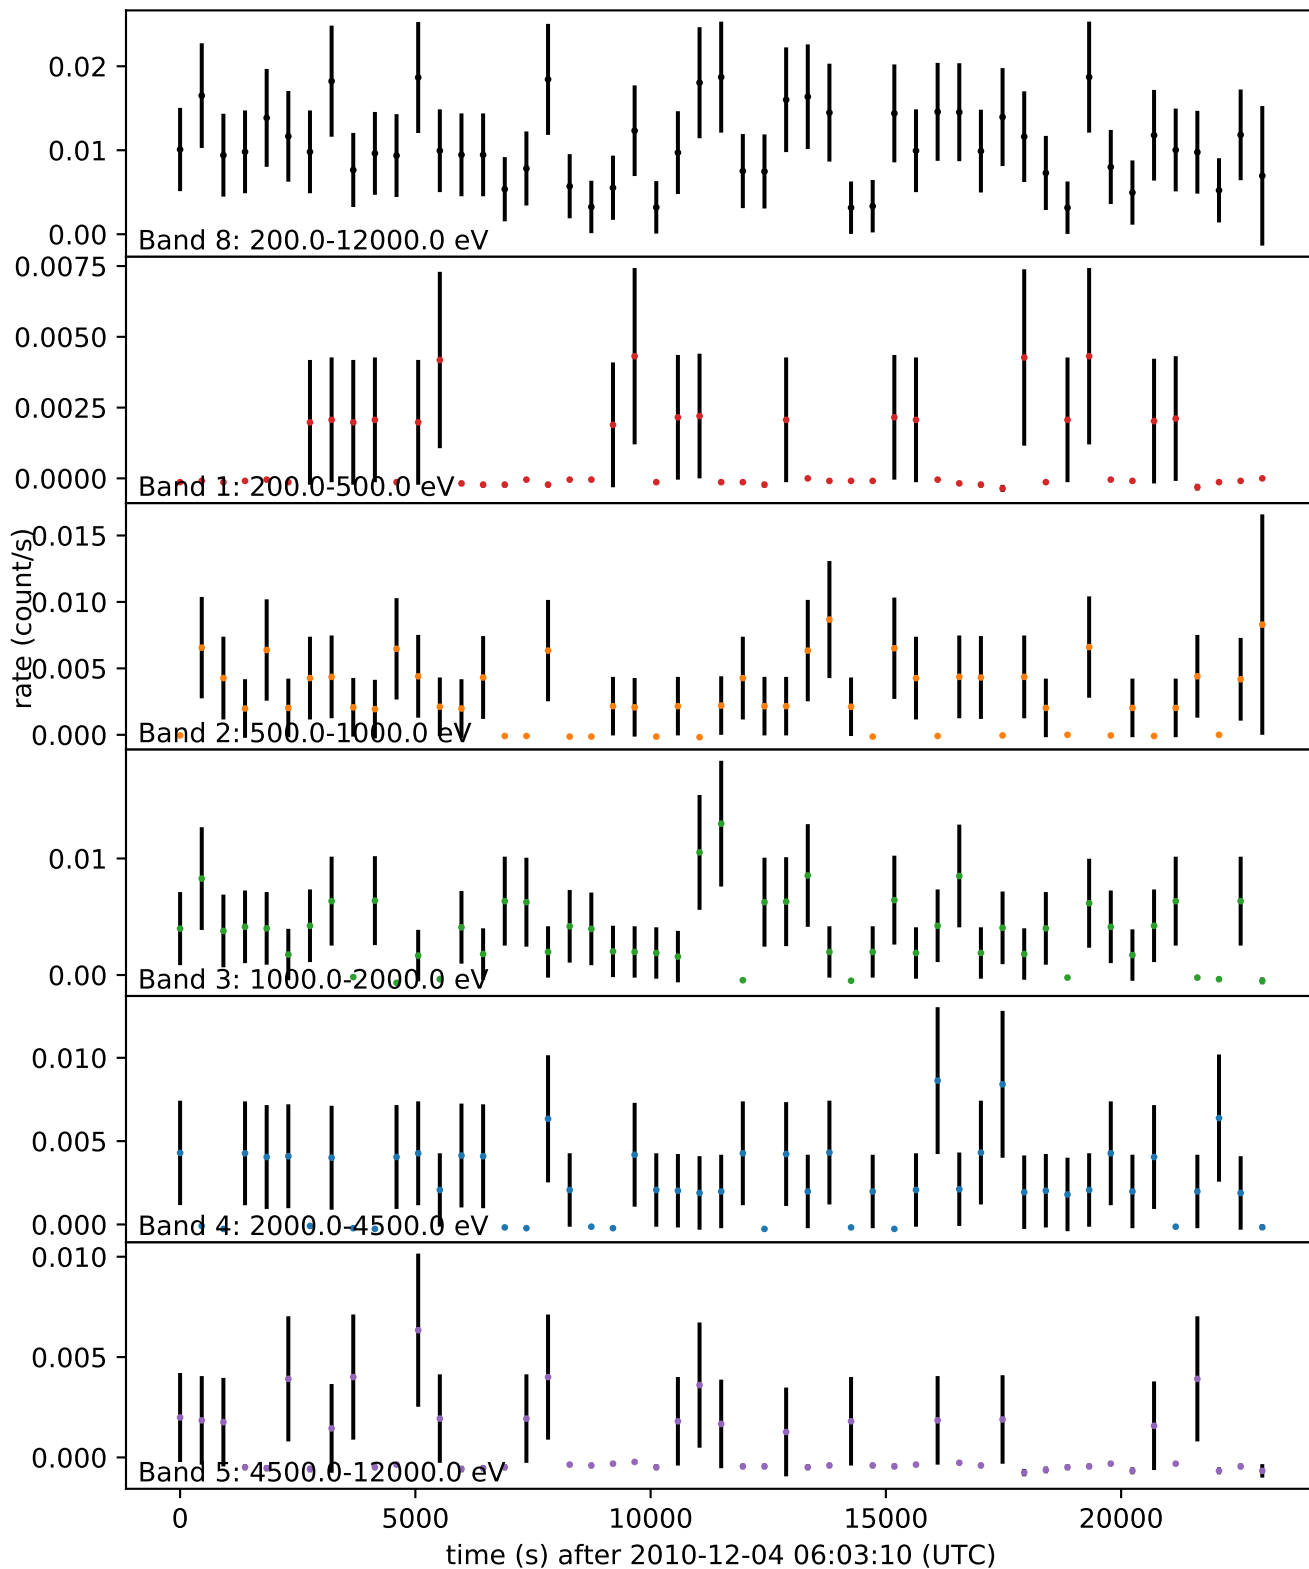 0.02
0.01
0.00
Band 8: 200.0-12000.0 eV
0.0075
0.0050
0.0025
0.0000
Band 1: 200.0-500.0 eV
rate (count/s)
0.015
0.010
0.005
0.000
Band 2: 500.0-1000.0 eV
0.01
0.00
Band 3: 1000.0-2000.0 eV
0.010
0.005
0.000
Band 4: 2000.0-4500.0 eV
0.010
0.005
0.000
Band 5: 4500.0-12000.0 eV
0 5000 10000 15000 20000
time (s) after 2010-12-04 06:03:10 (UTC)